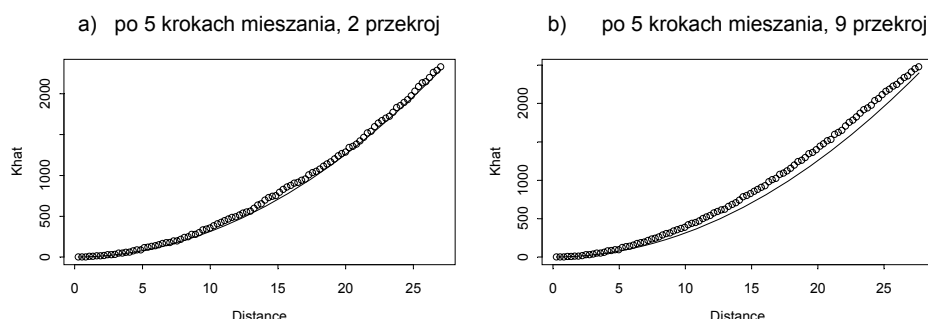 a) po 5 krokach mieszania, 2 przekroj
Khat
0 500 1000 2000
0 5 10 15 20 25
Distance
b) po 5 krokach mieszania, 9 przekroj
Khat
0 500 1000 2000
0 5 10 15 20 25
Distance